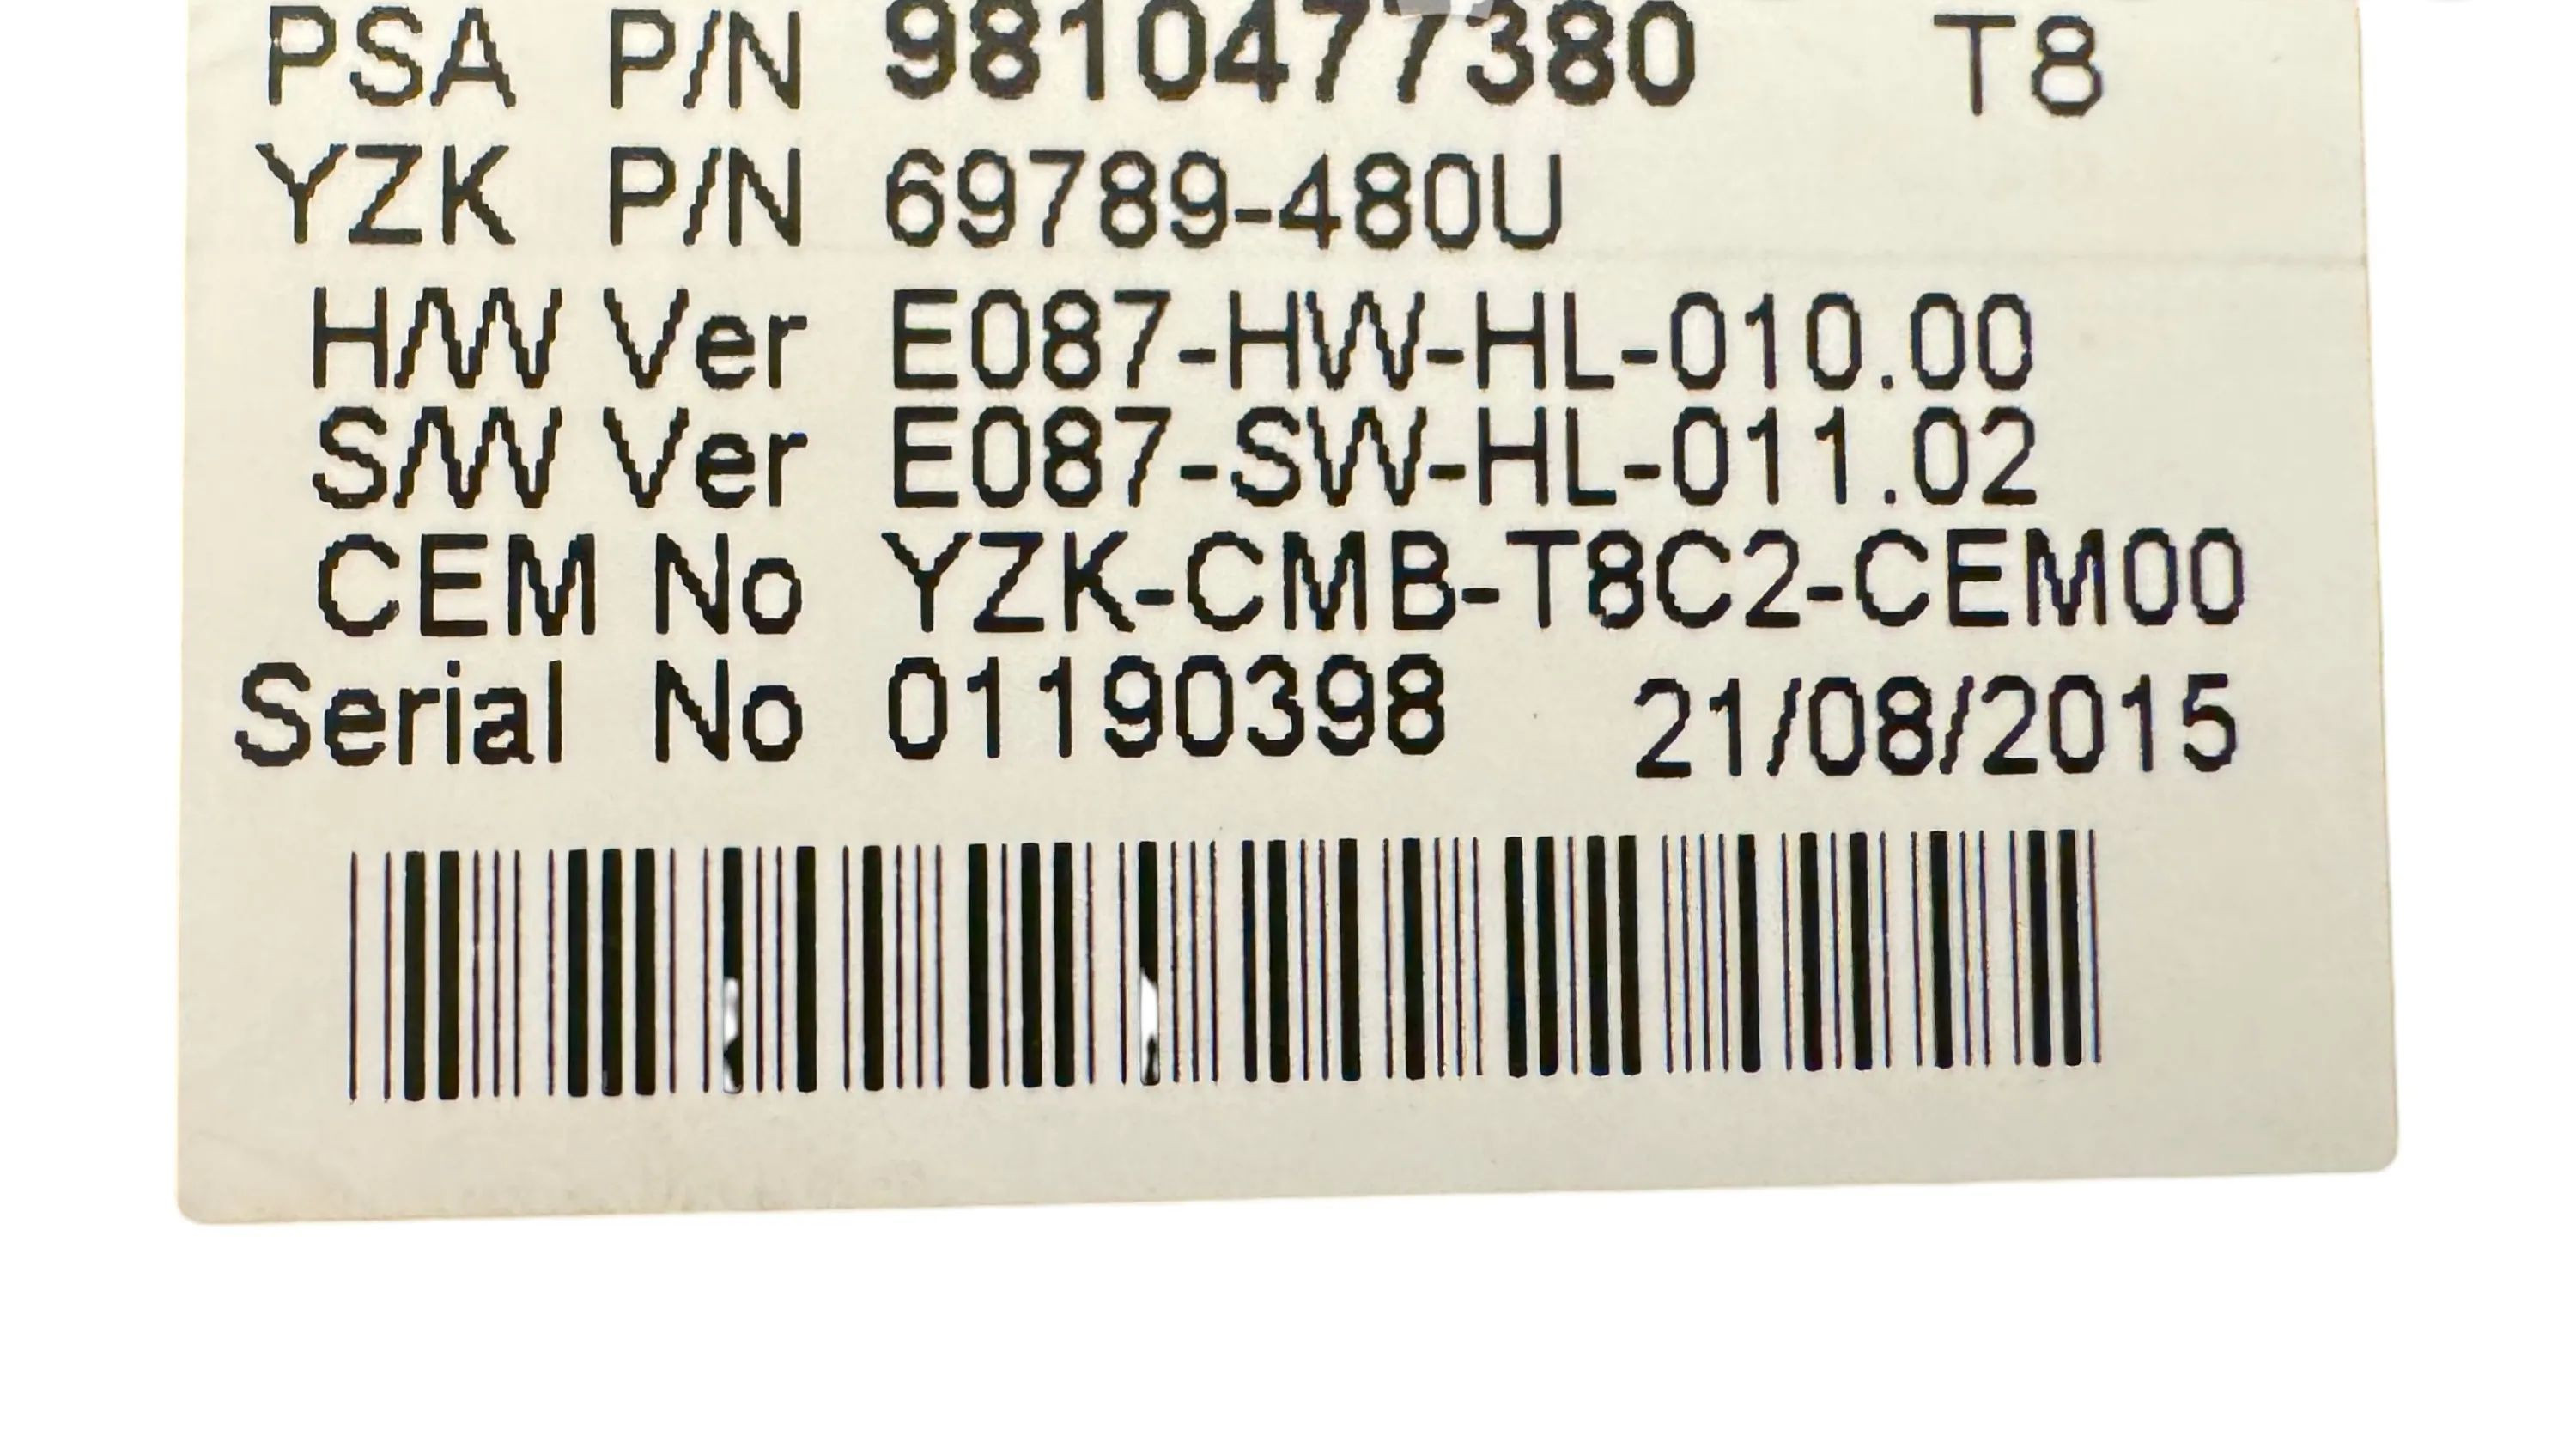 PSA P/N 9810477380 T8
YZK P/N 69789-480U
H/W Ver E087-HW-HL-010.00
S/W Ver E087-SW-HL-011.02
CEM No YZK-CMB-T8C2-CEM00
Serial No 01190398 21/08/2015